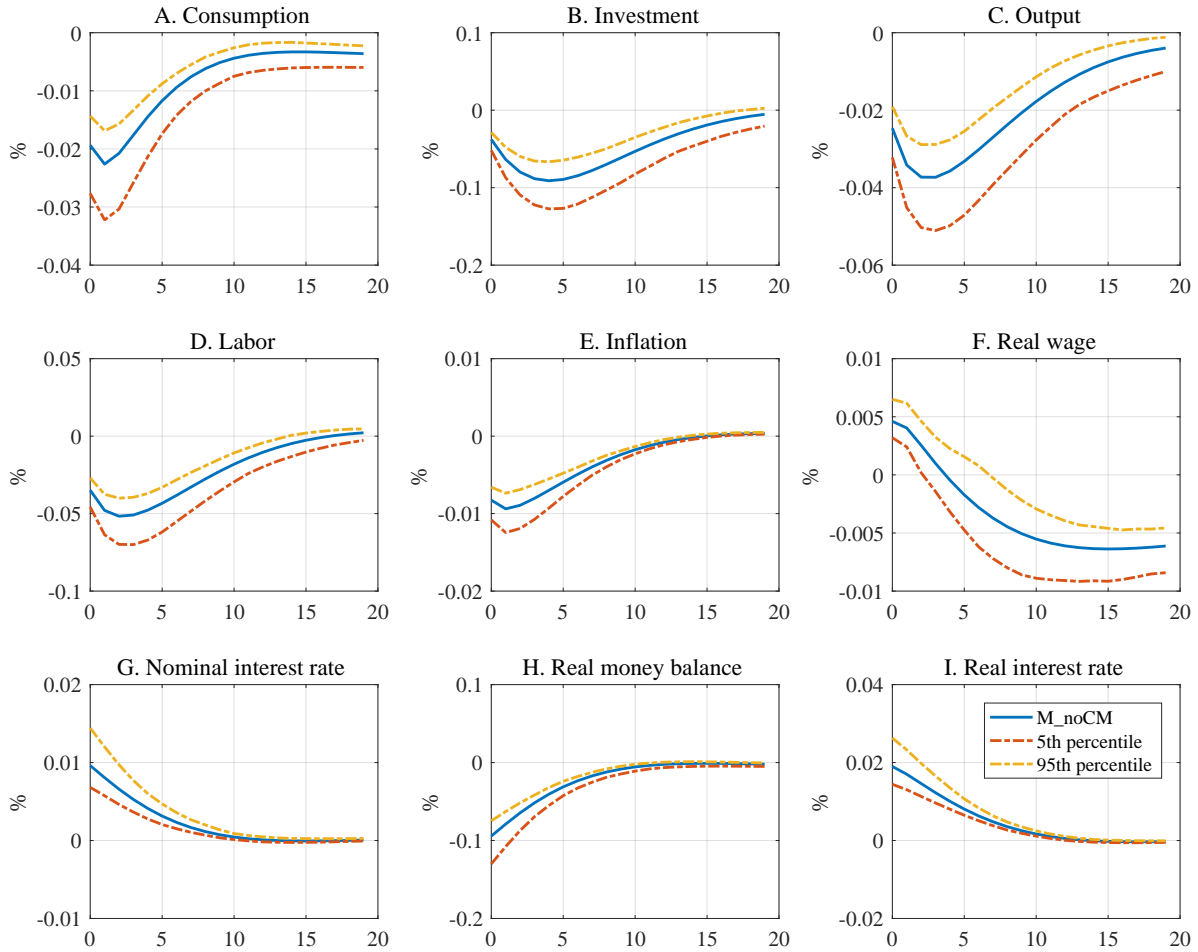 A. Consumption
0
-0.01
-0.02
-0.03
-0.04
%
0 5 10 15 20
B. Investment
0.1
0
-0.1
-0.2
%
0 5 10 15 20
C. Output
0
-0.02
-0.04
-0.06
%
0 5 10 15 20
D. Labor
0.05
0
-0.05
-0.1
%
0 5 10 15 20
E. Inflation
0.01
0
-0.01
-0.02
%
0 5 10 15 20
F. Real wage
0.01
0.005
0
-0.005
-0.01
%
0 5 10 15 20
G. Nominal interest rate
0.02
0.01
0
-0.01
%
0 5 10 15 20
H. Real money balance
0.1
0
-0.1
-0.2
%
0 5 10 15 20
I. Real interest rate
0.04
0.02
0
-0.02
%
M_noCM
5th percentile
95th percentile
0 5 10 15 20